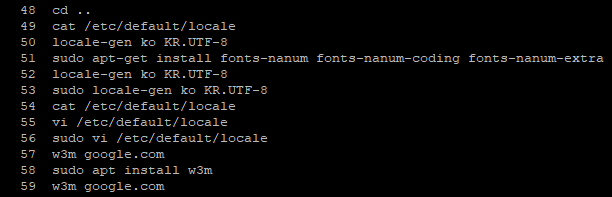 48 cd ..
49 cat /etc/default/locale
50 locale-gen ko KR.UTF-8
51 sudo apt-get install fonts-nanum fonts-nanum-coding fonts-nanum-extra
52 locale-gen ko KR.UTF-8
53 sudo locale-gen ko KR.UTF-8
54 cat /etc/default/locale
55 vi /etc/default/locale
56 sudo vi /etc/default/locale
57 w3m google.com
58 sudo apt install w3m
59 w3m google.com